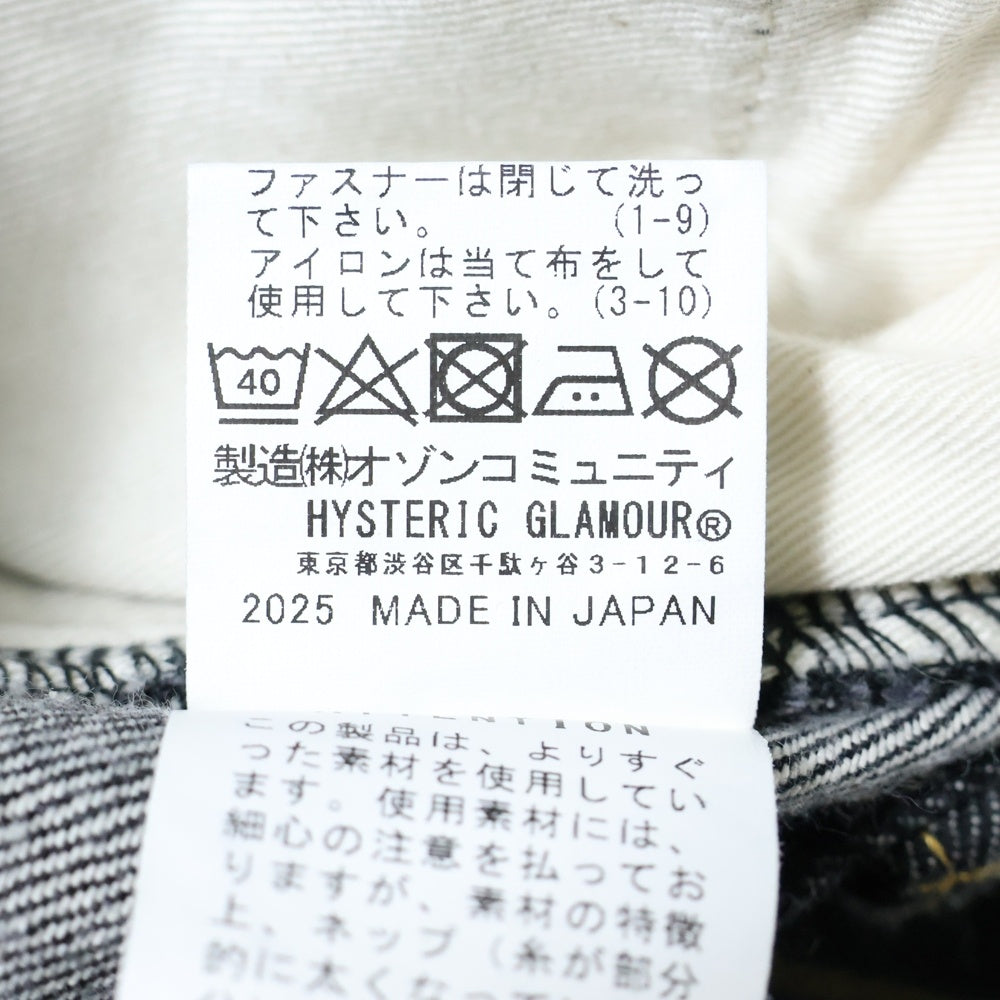 ファスナーは閉じて洗っ
て下さい。 (1-9)
アイロンは当て布をして
使用して下さい。(3-10)
40
製造(株)オゾンコミュニティ
HYSTERIC GLAMOUR®
東京都渋谷区千駄ヶ谷3-12-6
2025 MADE IN JAPAN
この製品は、よりすぐ
った素材を使用してい
ます。使用素材には、
細心の注意を払ってお
りますが、素材の特徴
上、ネップ(糸が部分
的に太くなって